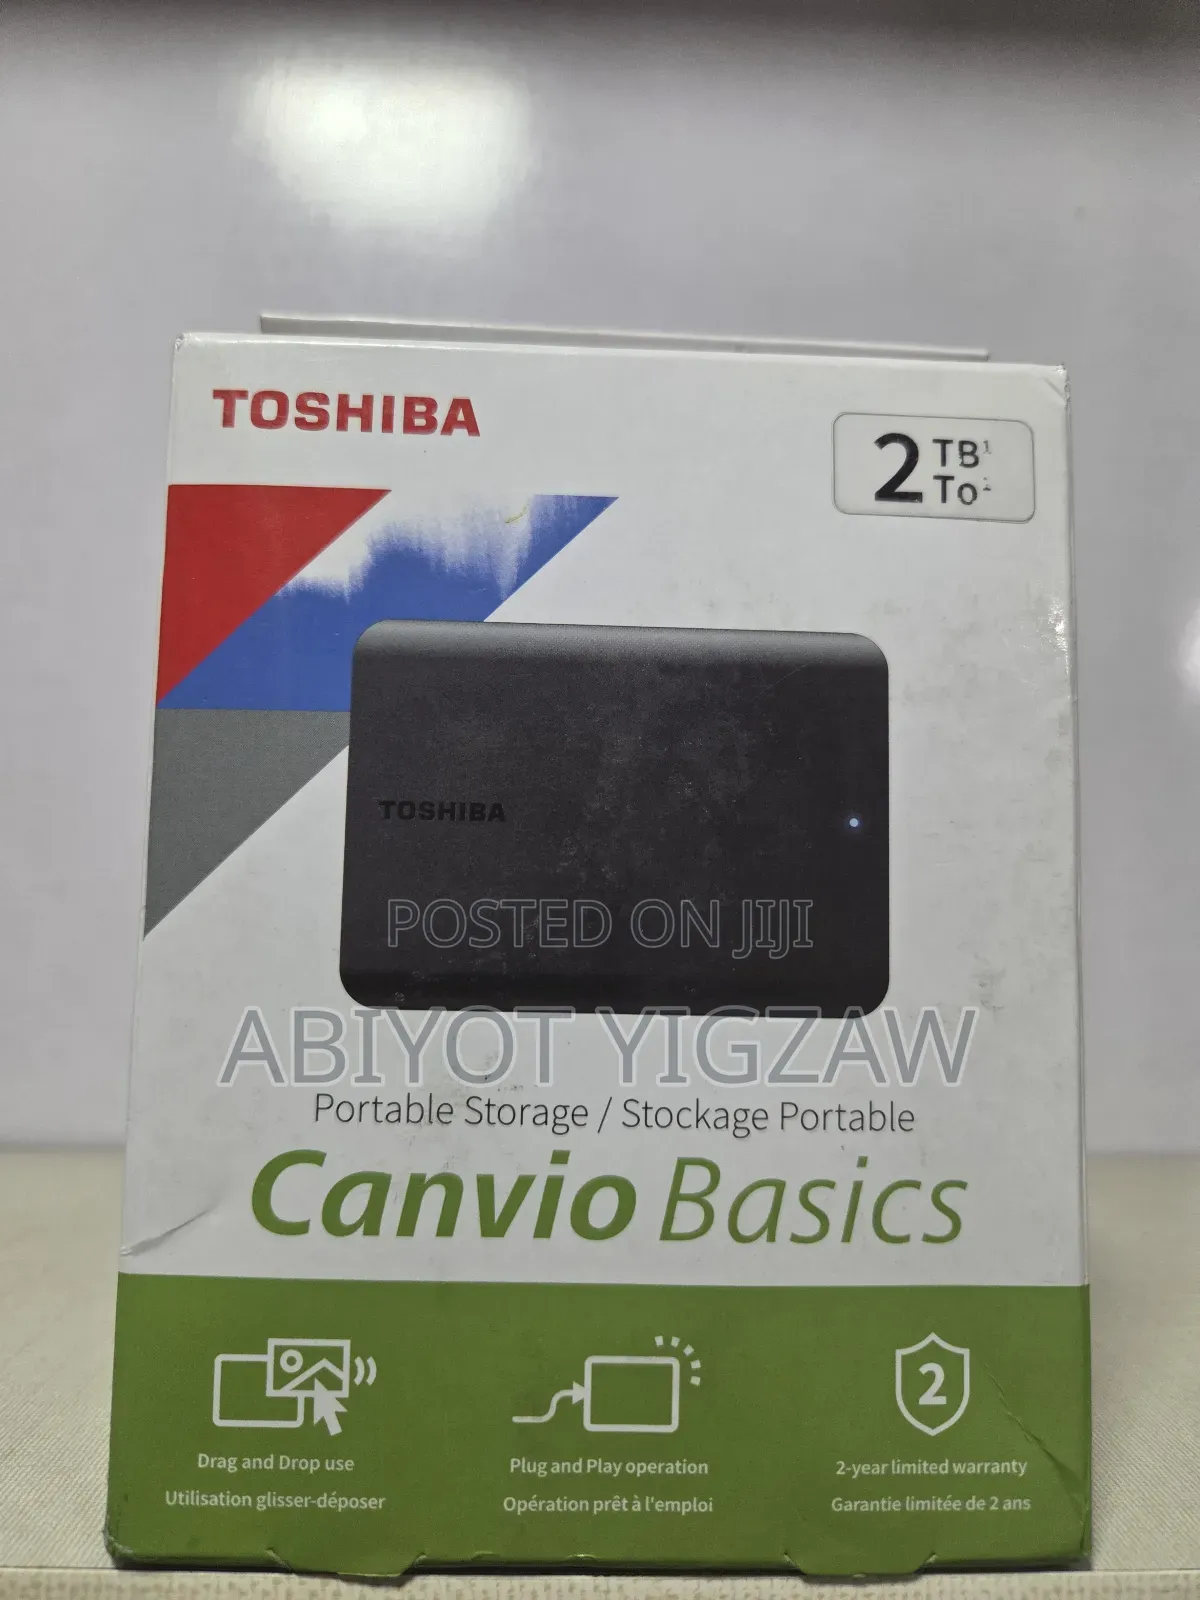 TOSHIBA
2 TB¹
To¹
TOSHIBA
POSTED ON JIJI
ABIYOT YIGZAW
Portable Storage / Stockage Portable
Canvio Basics
2
Drag and Drop use
Utilisation glisser-déposer
Plug and Play operation
Opération prêt à l'emploi
2-year limited warranty
Garantie limitée de 2 ans